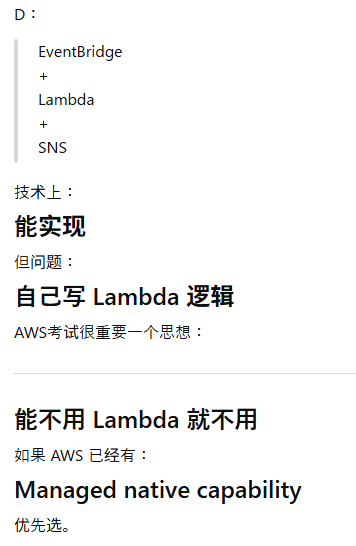 D：
EventBridge
+
Lambda
+
SNS
技术上：
能实现
但问题：
自己写 Lambda 逻辑
AWS考试很重要一个思想：
能不用 Lambda 就不用
如果 AWS 已经有：
Managed native capability
优先选。